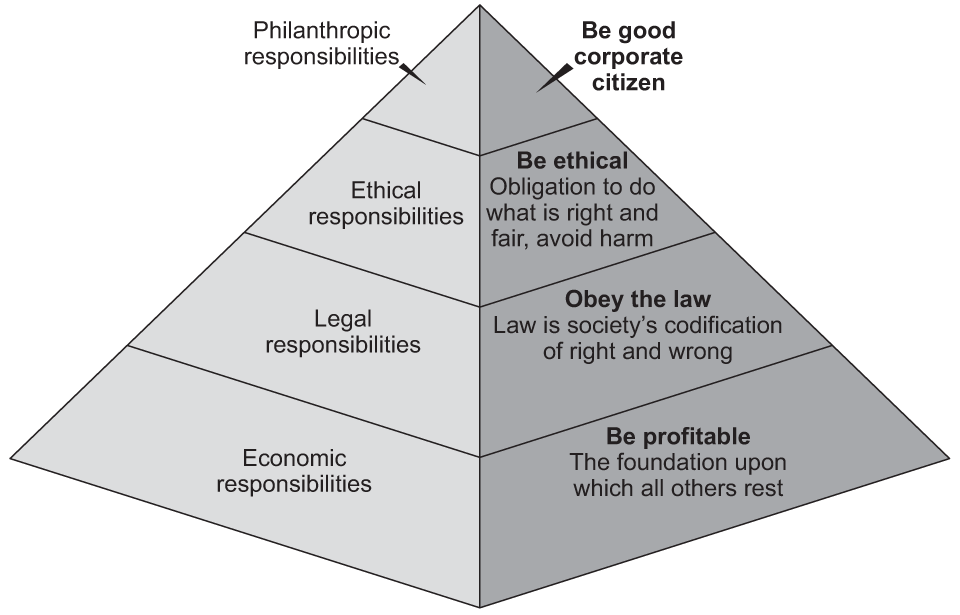 Philanthropic
responsibilities
Be good
corporate
citizen
Ethical
responsibilities
Be ethical
Obligation to do
what is right and
fair, avoid harm
Legal
responsibilities
Obey the law
Law is society’s codification
of right and wrong
Economic
responsibilities
Be profitable
The foundation upon
which all others rest